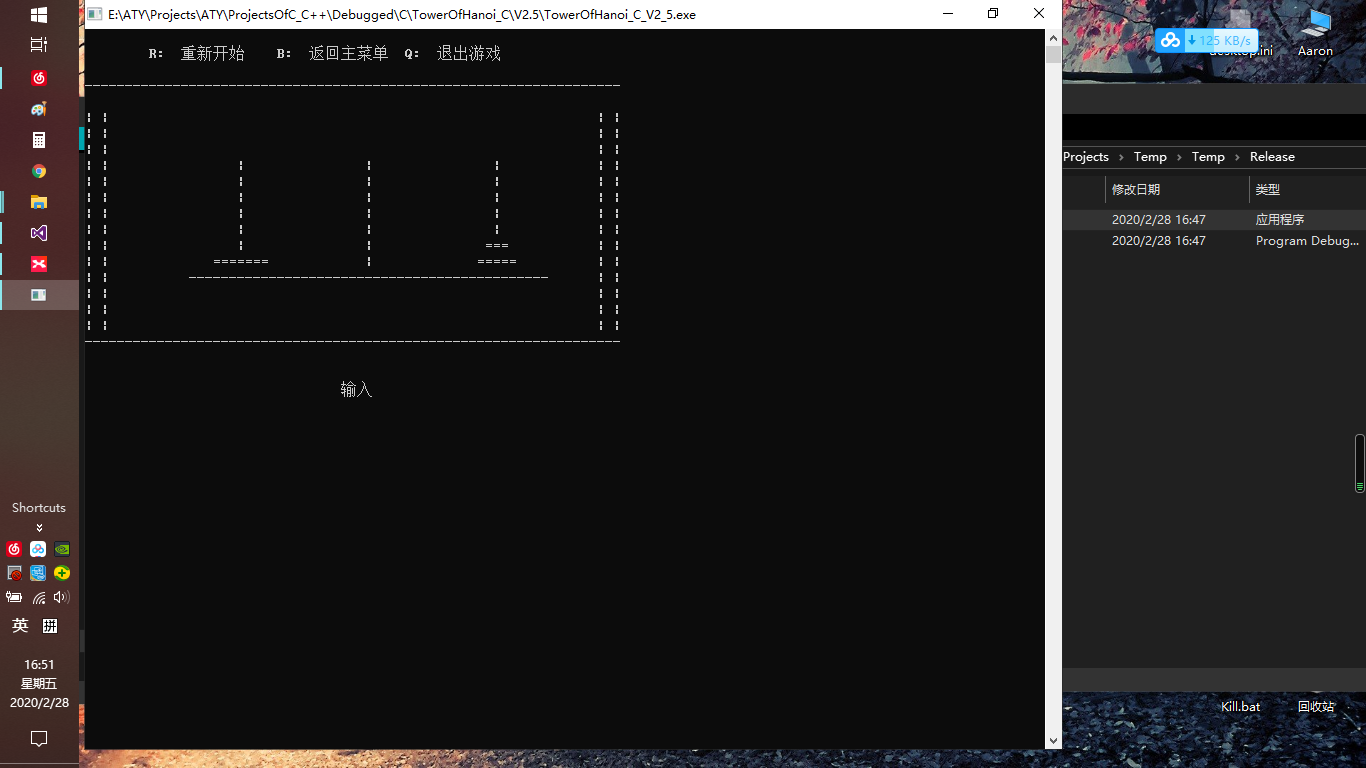 E:\ATY\Projects\ATY\ProjectsOfC_C++\Debugged\C\TowerOfHanoi_C\V2.5\TowerOfHanoi_C_V2_5.exe
R: 重新开始 B: 返回主菜单 Q: 退出游戏
输入
125 KB/s
desktop.ini
Aaron
Projects › Temp › Temp › Release
修改日期 类型
2020/2/28 16:47 应用程序
2020/2/28 16:47 Program Debug...
Kill.bat
回收站
Shortcuts
英 拼
16:51
星期五
2020/2/28